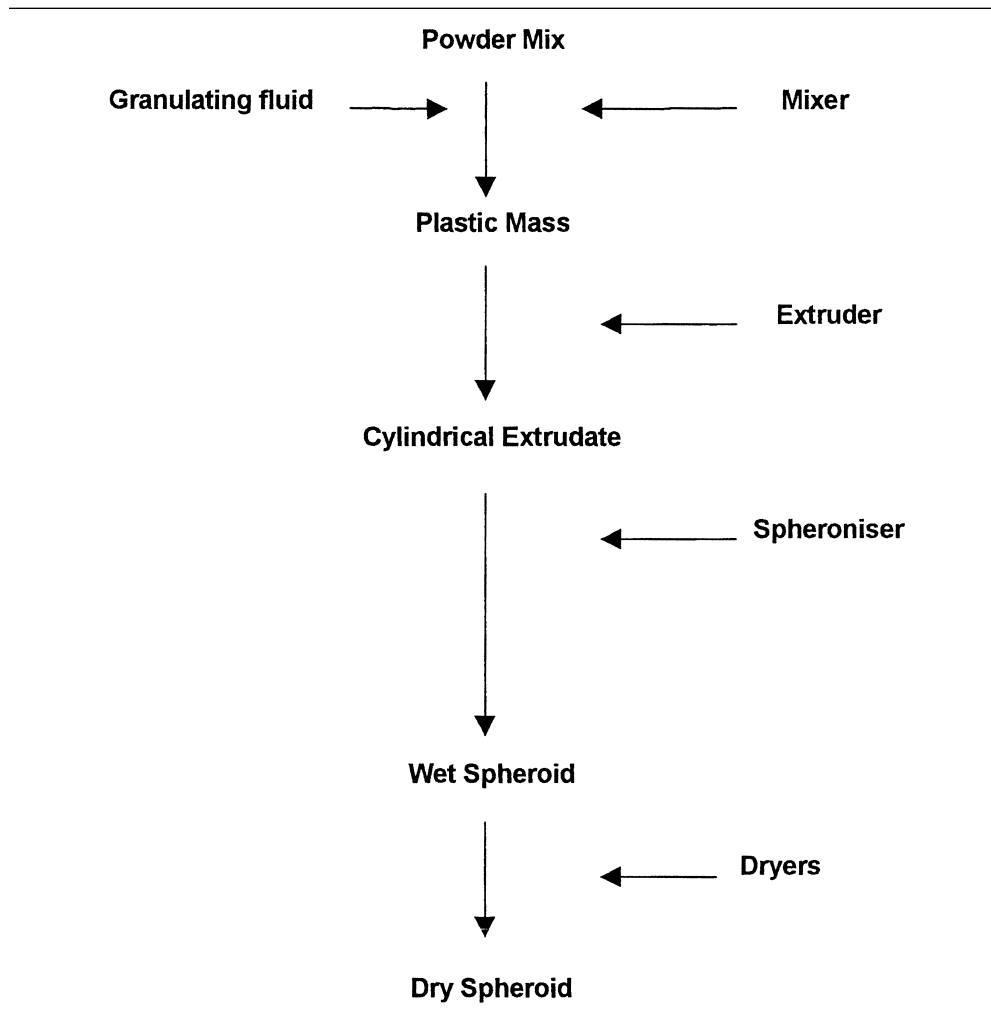 Powder Mix
Granulating fluid
Mixer
Plastic Mass
Extruder
Cylindrical Extrudate
Spheroniser
Wet Spheroid
Dryers
Dry Spheroid